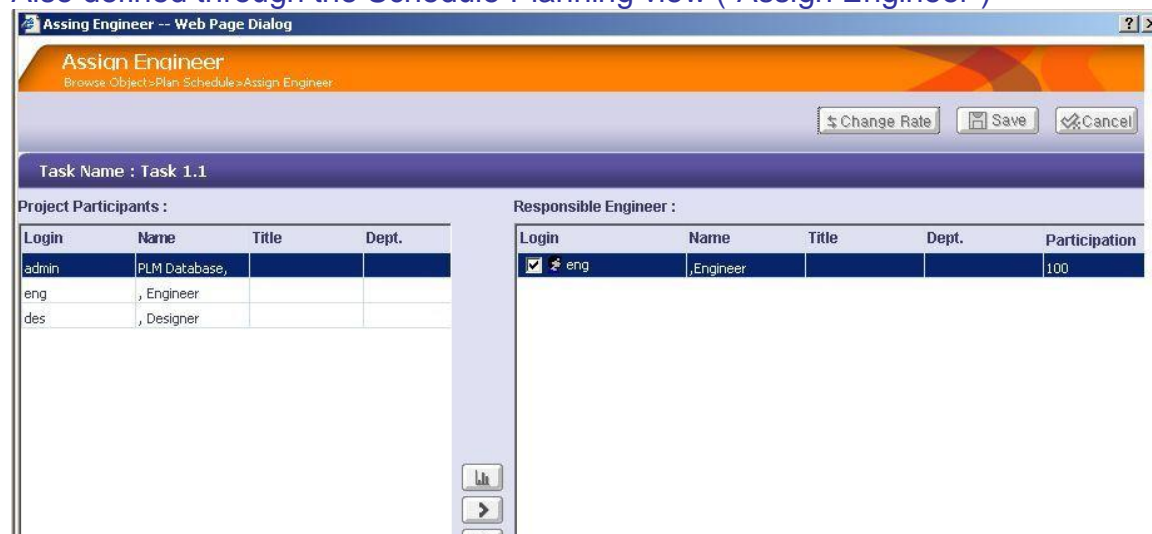 Also defined through the Schedule Planning view ( Assign Engineer )
Assing Engineer -- Web Page Dialog
Assign Engineer
Browse Object>Plan Schedule>Assign Engineer
Change Rate Save Cancel
Task Name : Task 1.1
Project Participants : Responsible Engineer :
Login Name Title Dept. Login Name Title Dept. Participation
admin PLM Database, eng ,Engineer 100
eng , Engineer
des , Designer